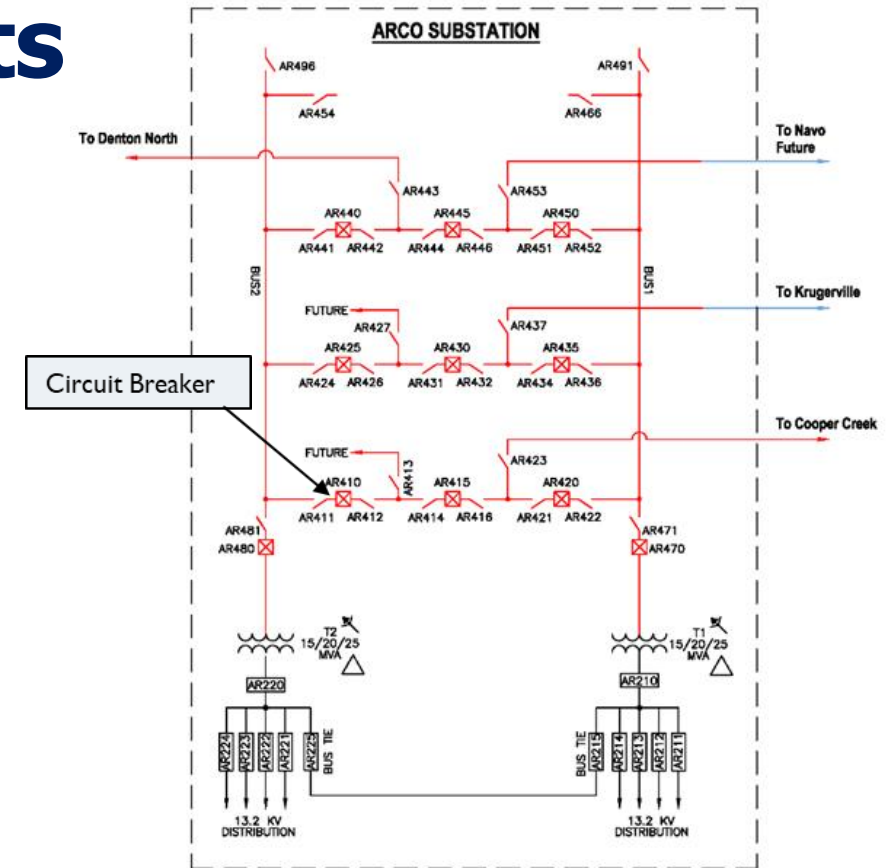 ts
ARCO SUBSTATION
AR496
AR491
AR454
AR466
To Denton North
To Navo
Future
AR443
AR453
AR440
AR445
AR450
AR441
AR442
AR444
AR446
AR451
AR452
BUS2
BUS1
To Krugerville
FUTURE
AR427
AR437
AR425
AR430
AR435
AR424
AR426
AR431
AR432
AR434
AR436
Circuit Breaker
To Cooper Creek
FUTURE
AR413
AR423
AR410
AR415
AR420
AR411
AR412
AR414
AR416
AR421
AR422
AR481
AR471
AR480
AR470
T2
15/20/25
MVA
T1
15/20/25
MVA
AR220
AR210
AR224
AR223
AR222
AR221
AR225
BUS TIE
BUS TIE
AR215
AR214
AR213
AR212
AR211
13.2 KV
DISTRIBUTION
13.2 KV
DISTRIBUTION